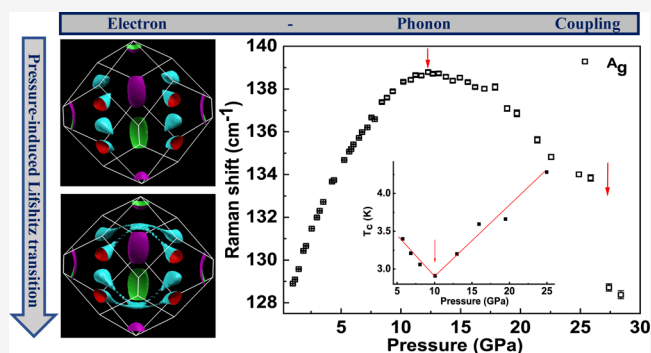 Electron - Phonon Coupling
Pressure-induced Lifshitz transition
Raman shift (cm⁻¹)
140
138
136
134
132
130
128
5 10 15 20 25 30
Pressure (GPa)
Ag
Tc (K)
4.0
3.5
3.0
5 10 15 20 25
Pressure (GPa)